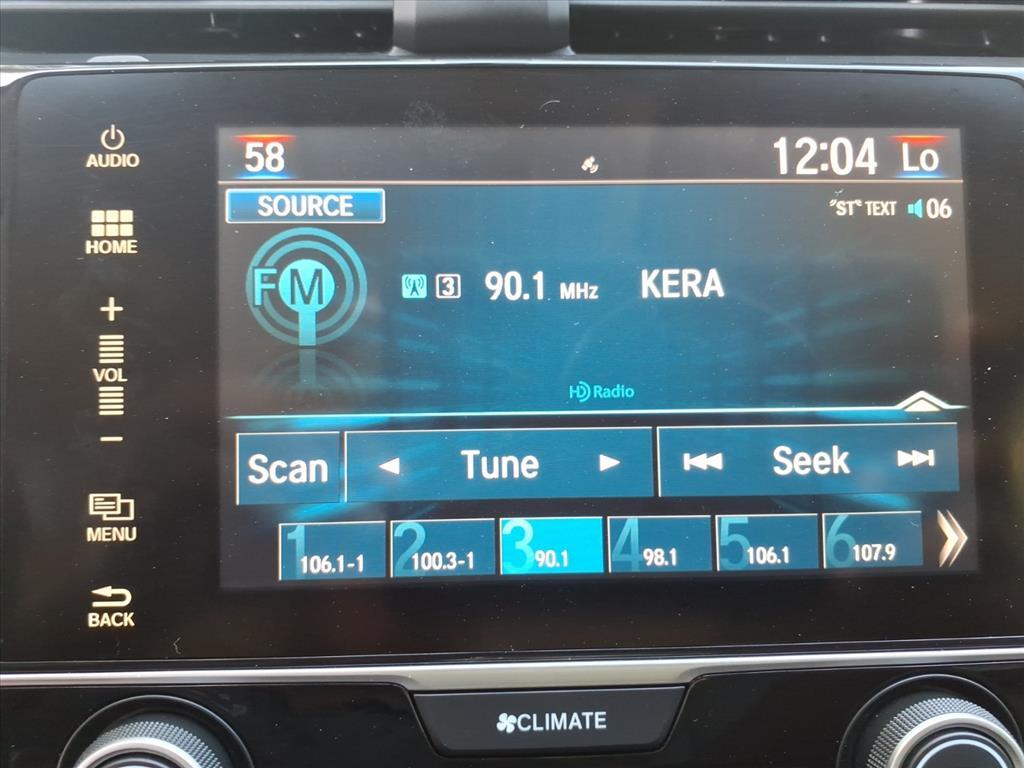 AUDIO
HOME
+
VOL
−
MENU
BACK
58 12:04 Lo
SOURCE "ST" TEXT 06
FM 3 90.1 MHz KERA
HD Radio
Scan Tune Seek
1 106.1-1 2 100.3-1 3 90.1 4 98.1 5 106.1 6 107.9
CLIMATE